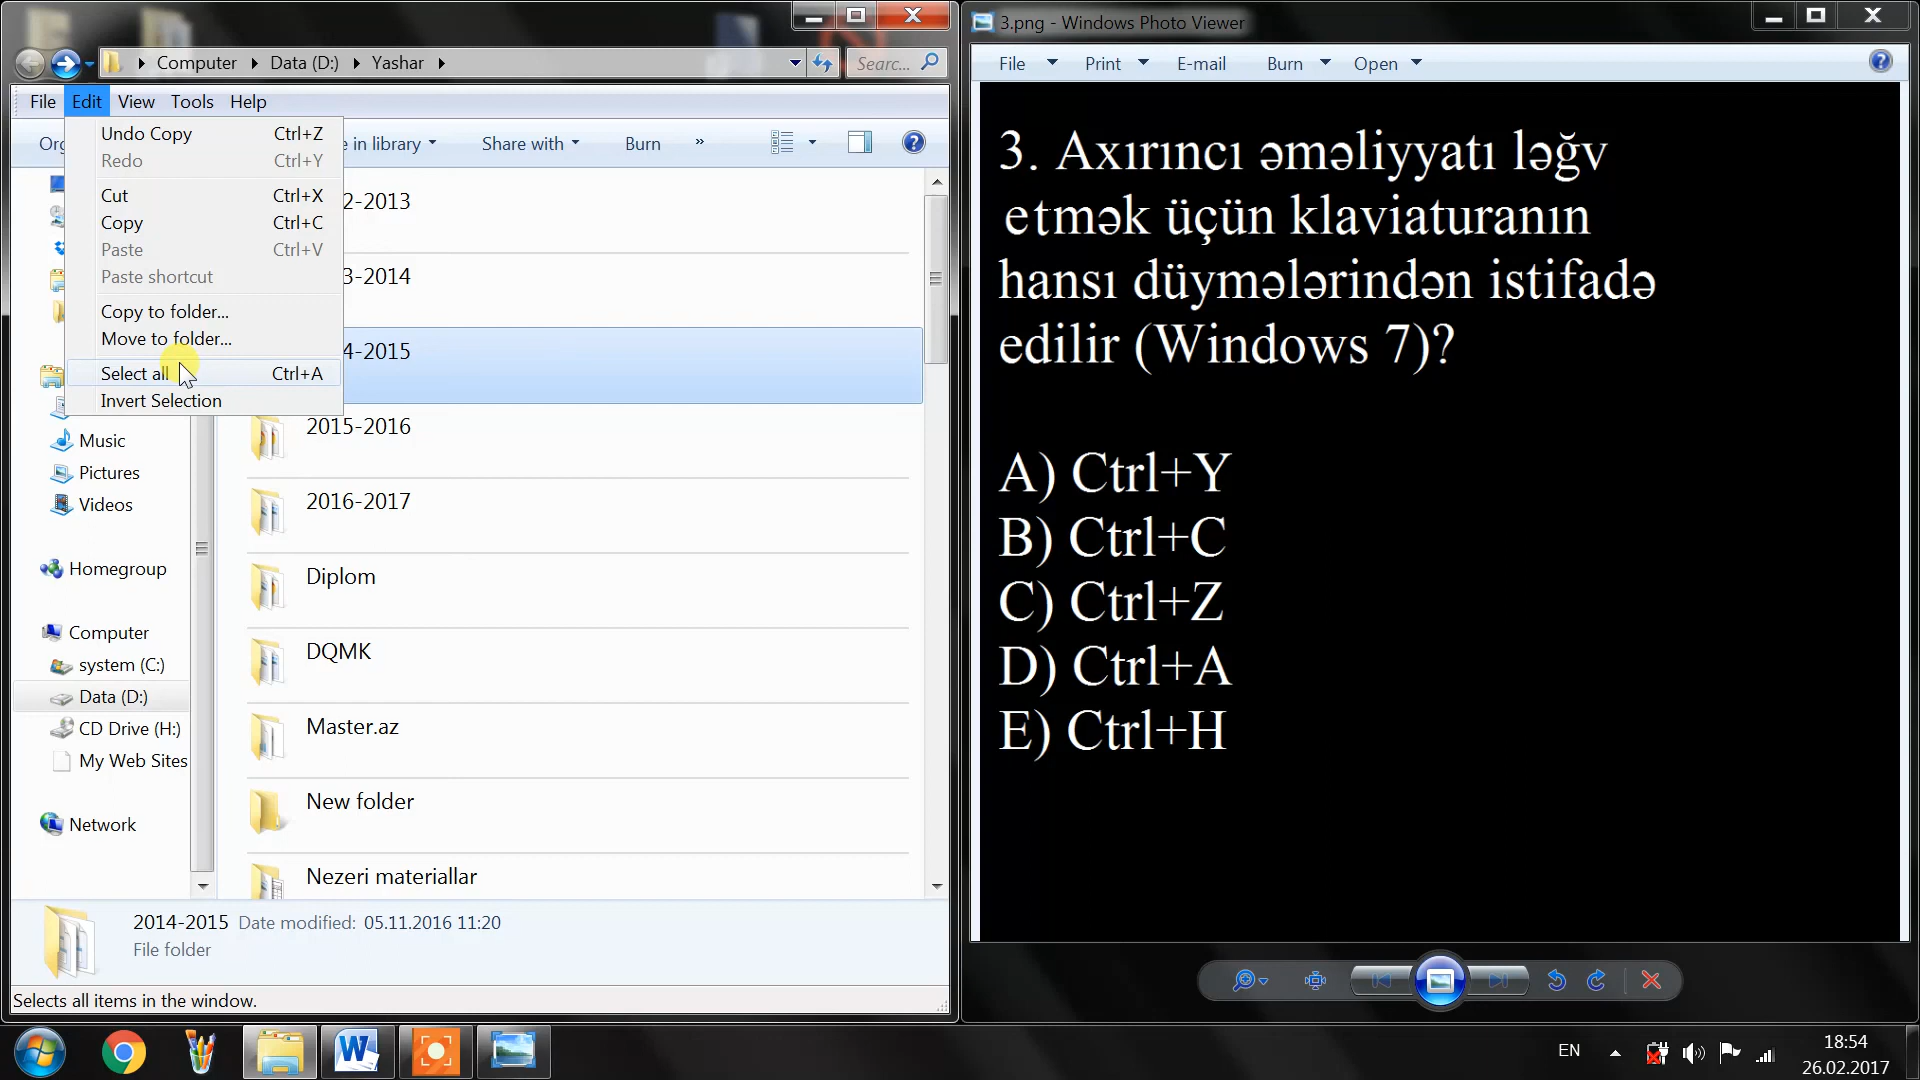 Computer Data (D:) Yashar
Searc...
File Edit View Tools Help
Undo Copy Ctrl+Z
Redo Ctrl+Y
Cut Ctrl+X
Copy Ctrl+C
Paste Ctrl+V
Paste shortcut
Copy to folder...
Move to folder...
Select all Ctrl+A
Invert Selection
Org
e in library Share with Burn »
2-2013
3-2014
4-2015
2015-2016
2016-2017
Diplom
DQMK
Master.az
New folder
Nezeri materiallar
Music
Pictures
Videos
Homegroup
Computer
system (C:)
Data (D:)
CD Drive (H:)
My Web Sites
Network
2014-2015 Date modified: 05.11.2016 11:20
File folder
Selects all items in the window.
3.png - Windows Photo Viewer
File Print E-mail Burn Open
3. Axırıncı əməliyyatı ləğv
etmək üçün klaviaturanın
hansı düymələrindən istifadə
edilir (Windows 7)?
A) Ctrl+Y
B) Ctrl+C
C) Ctrl+Z
D) Ctrl+A
E) Ctrl+H
EN
18:54
26.02.2017